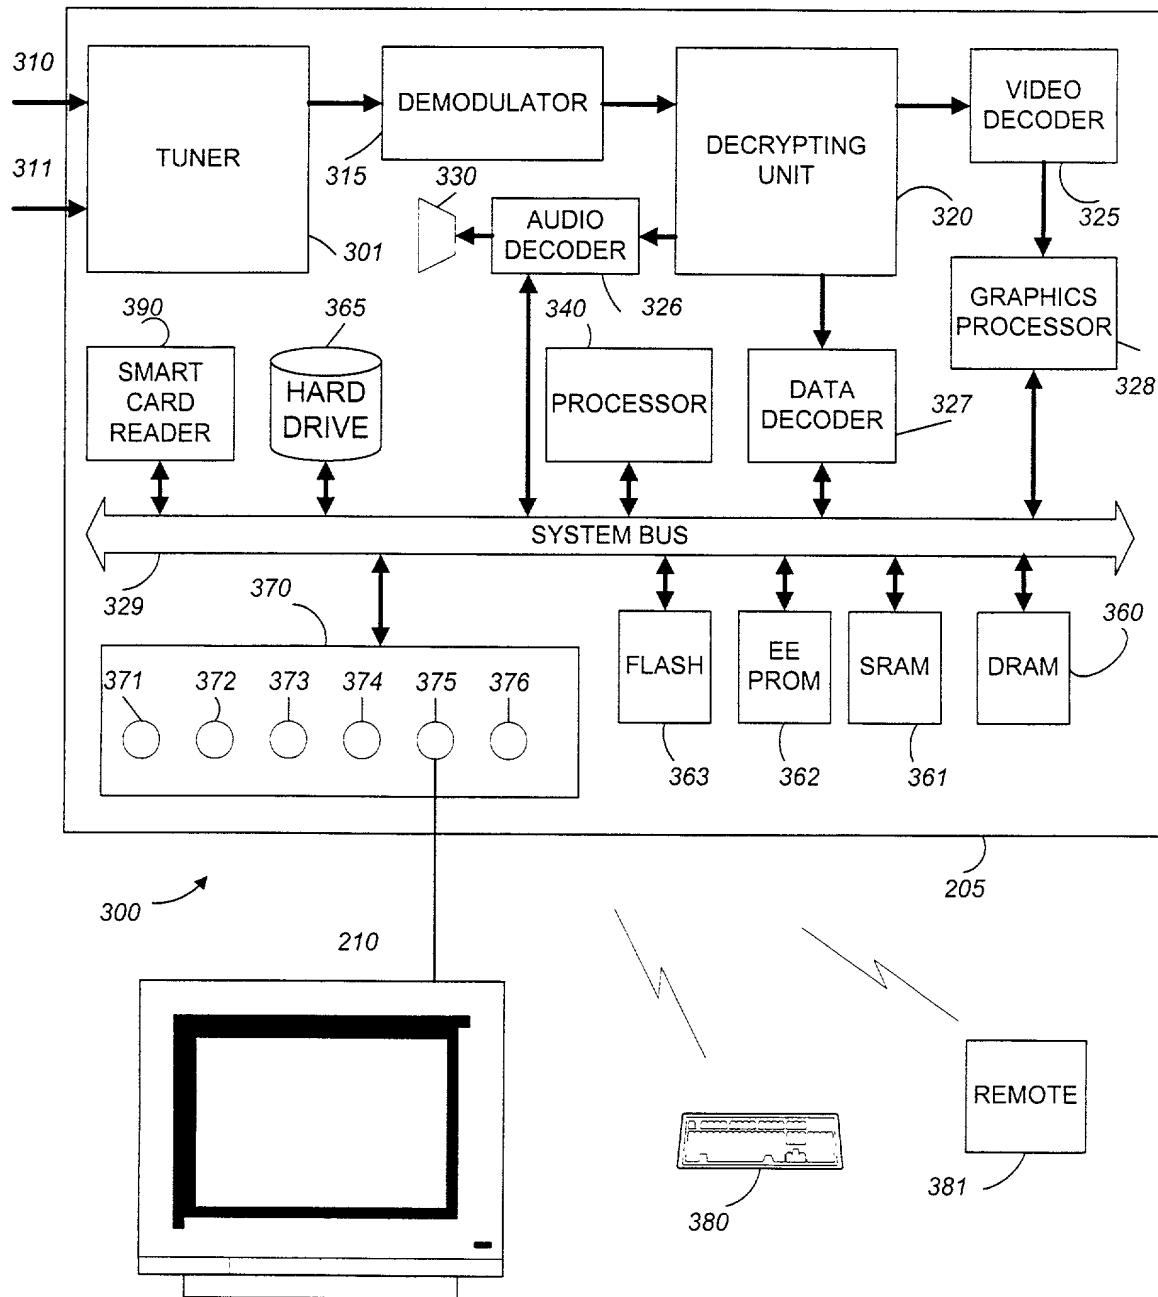 310
311
TUNER
301
DEMODULATOR
315
330
AUDIO
DECODER
326
DECRYPTING
UNIT
320
VIDEO
DECODER
325
GRAPHICS
PROCESSOR
328
390
SMART
CARD
READER
365
HARD
DRIVE
340
PROCESSOR
DATA
DECODER
327
SYSTEM BUS
329
370
371
372
373
374
375
376
FLASH
363
EE
PROM
362
SRAM
361
DRAM
360
205
300
210
380
REMOTE
381